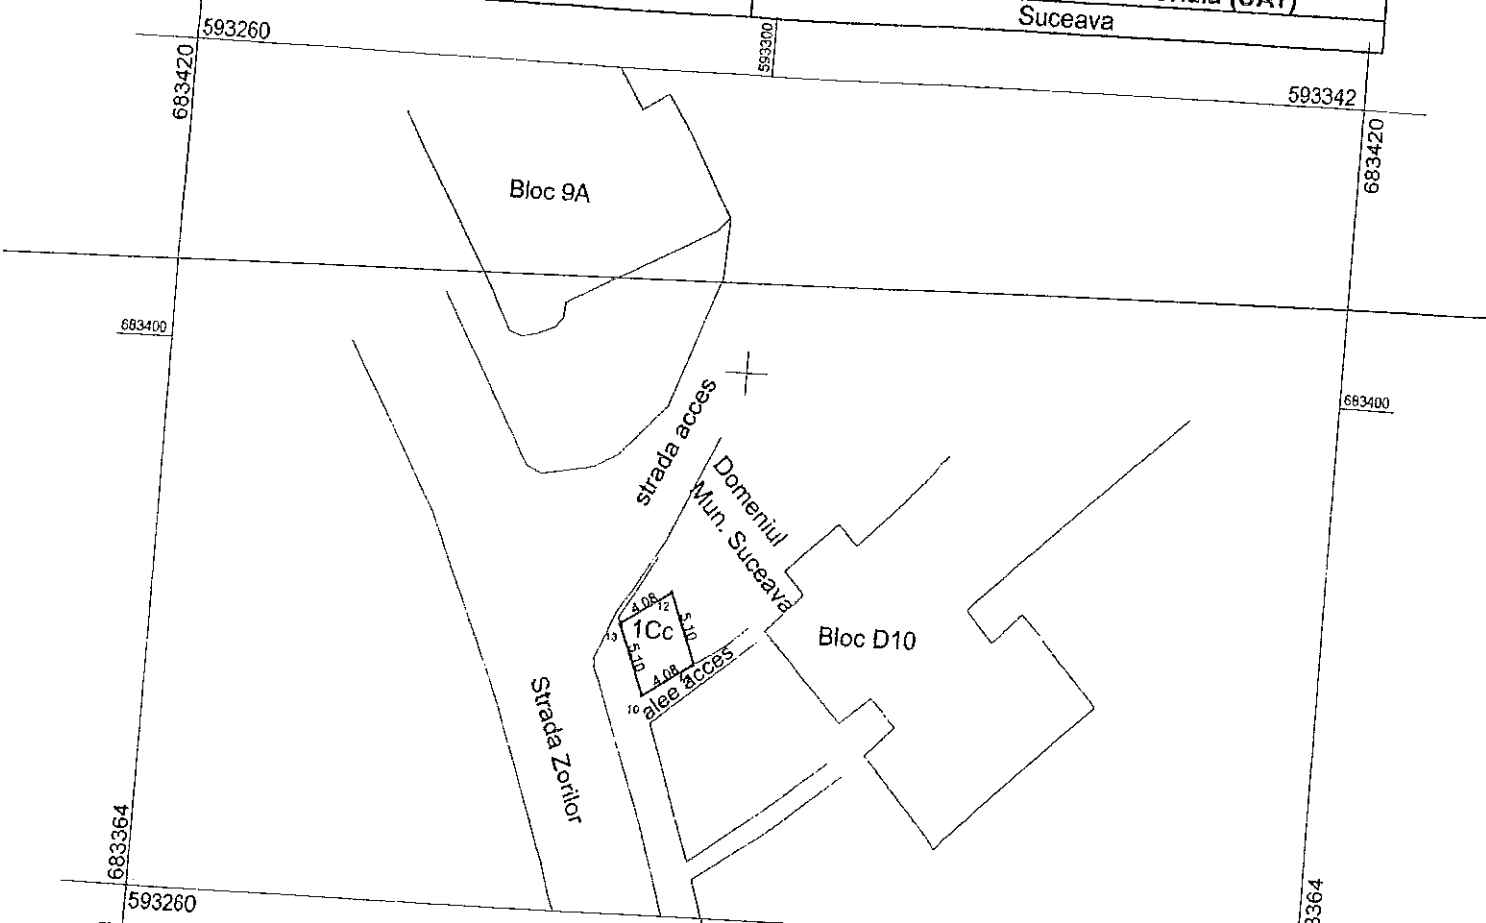 (UAT)
Suceava
593260
593300
593342
683420
683420
Bloc 9A
683400
683400
strada acces
Domeniul
Mun. Suceava
4.08
12
1Cc
5.10
5.10
4.08
10
alee acces
Bloc D10
Strada Zorilor
683364
593260